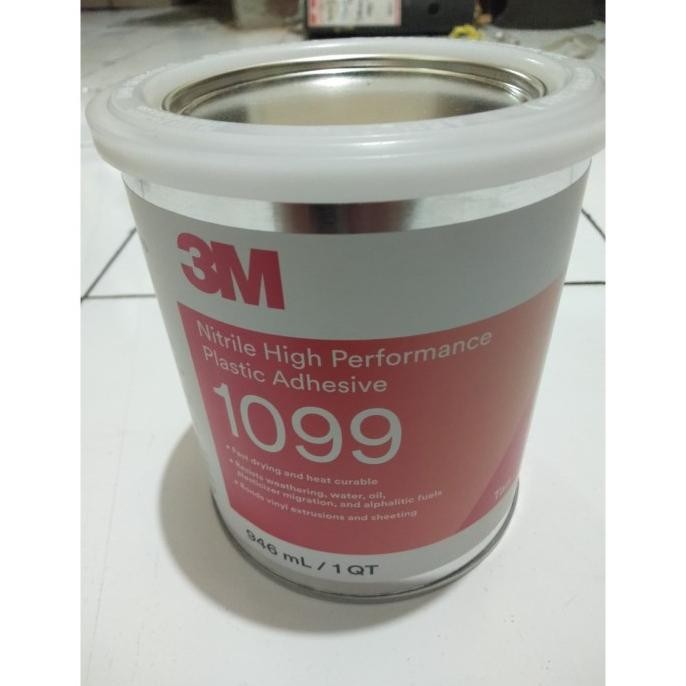 3M
Nitrile High Performance
Plastic Adhesive
1099
• Fast drying and heat curable
• Resists weathering, water, oil,
plasticizer migration, and alphalitic fuels
• Bonds vinyl extrusions and sheeting
946 mL / 1 QT